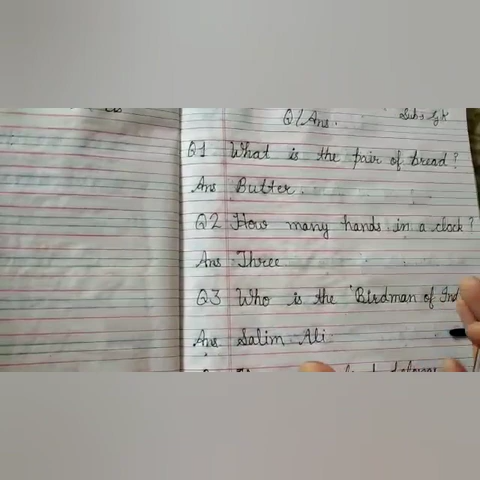 Q/Ans. Sub:- G.K
Q1 What is the pair of bread?
Ans Butter.
Q2 How many hands in a clock?
Ans Three
Q3 Who is the Birdman of Ind
Ans Salim Ali